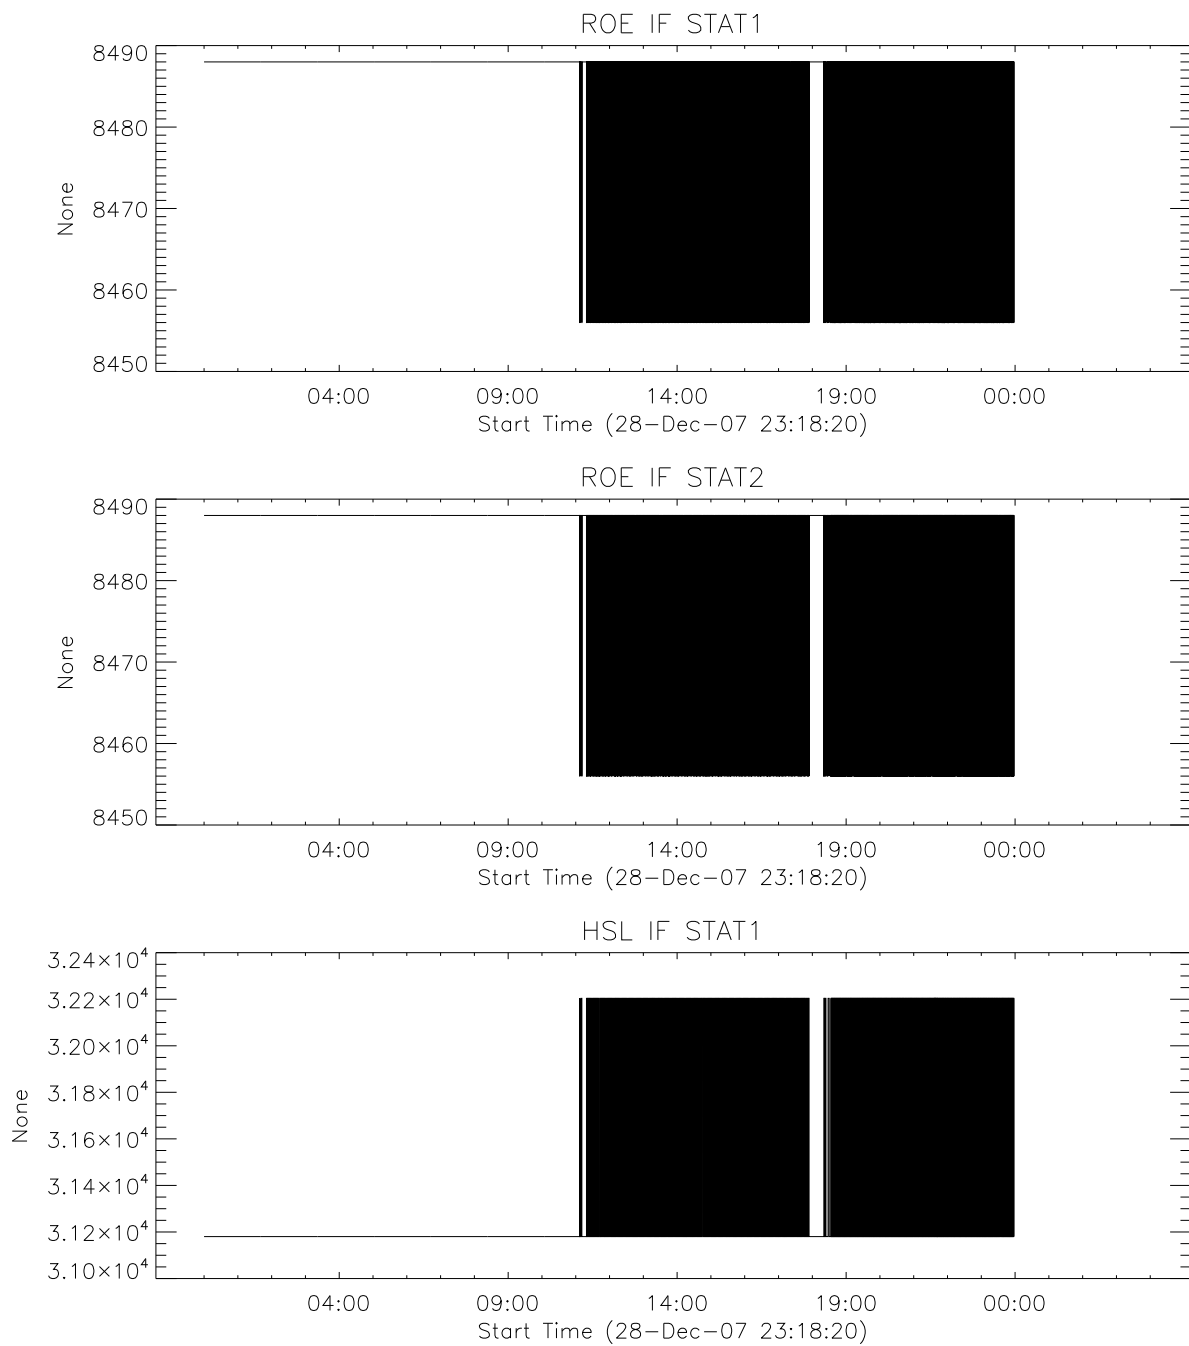 ROE IF STAT1
8490
8480
8470
8460
8450
None
04:00 09:00 14:00 19:00 00:00
Start Time (28-Dec-07 23:18:20)
ROE IF STAT2
8490
8480
8470
8460
8450
None
04:00 09:00 14:00 19:00 00:00
Start Time (28-Dec-07 23:18:20)
HSL IF STAT1
3.24×10⁴
3.22×10⁴
3.20×10⁴
3.18×10⁴
3.16×10⁴
3.14×10⁴
3.12×10⁴
3.10×10⁴
None
04:00 09:00 14:00 19:00 00:00
Start Time (28-Dec-07 23:18:20)